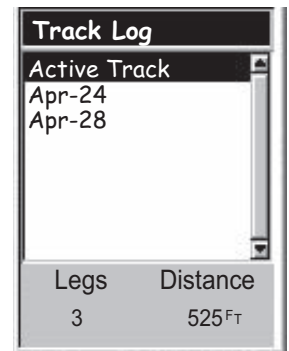 Track Log
Active Track
Apr-24
Apr-28
Legs Distance
3 525FT